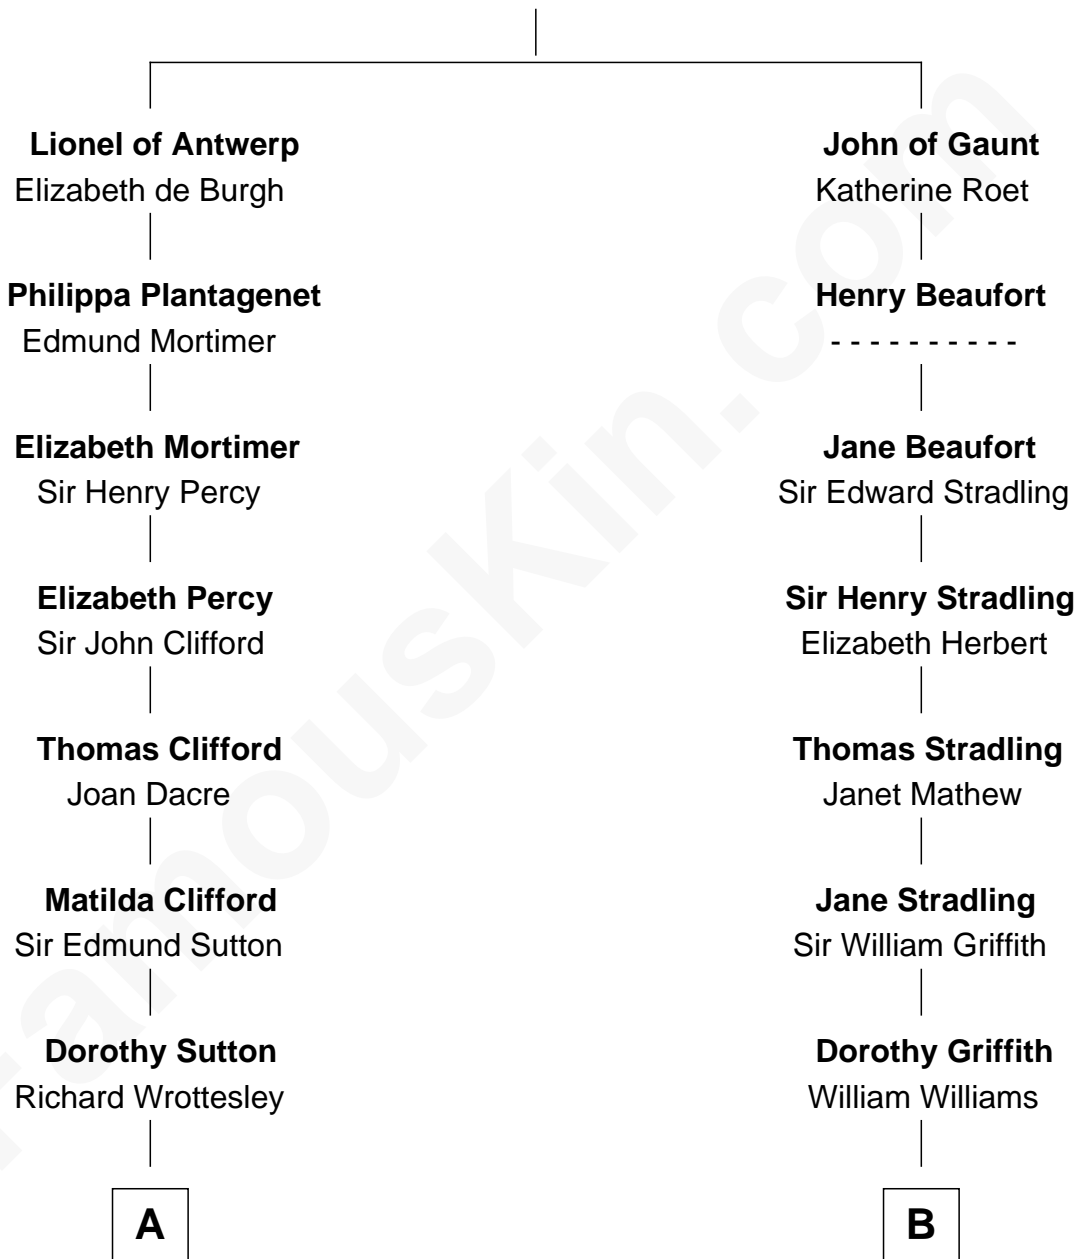 Lionel of Antwerp
Elizabeth de Burgh
Philippa Plantagenet
Edmund Mortimer
Elizabeth Mortimer
Sir Henry Percy
Elizabeth Percy
Sir John Clifford
Thomas Clifford
Joan Dacre
Matilda Clifford
Sir Edmund Sutton
Dorothy Sutton
Richard Wrottesley
A
John of Gaunt
Katherine Roet
Henry Beaufort
- - - - - - - - - -
Jane Beaufort
Sir Edward Stradling
Sir Henry Stradling
Elizabeth Herbert
Thomas Stradling
Janet Mathew
Jane Stradling
Sir William Griffith
Dorothy Griffith
William Williams
B
FamousKin.com